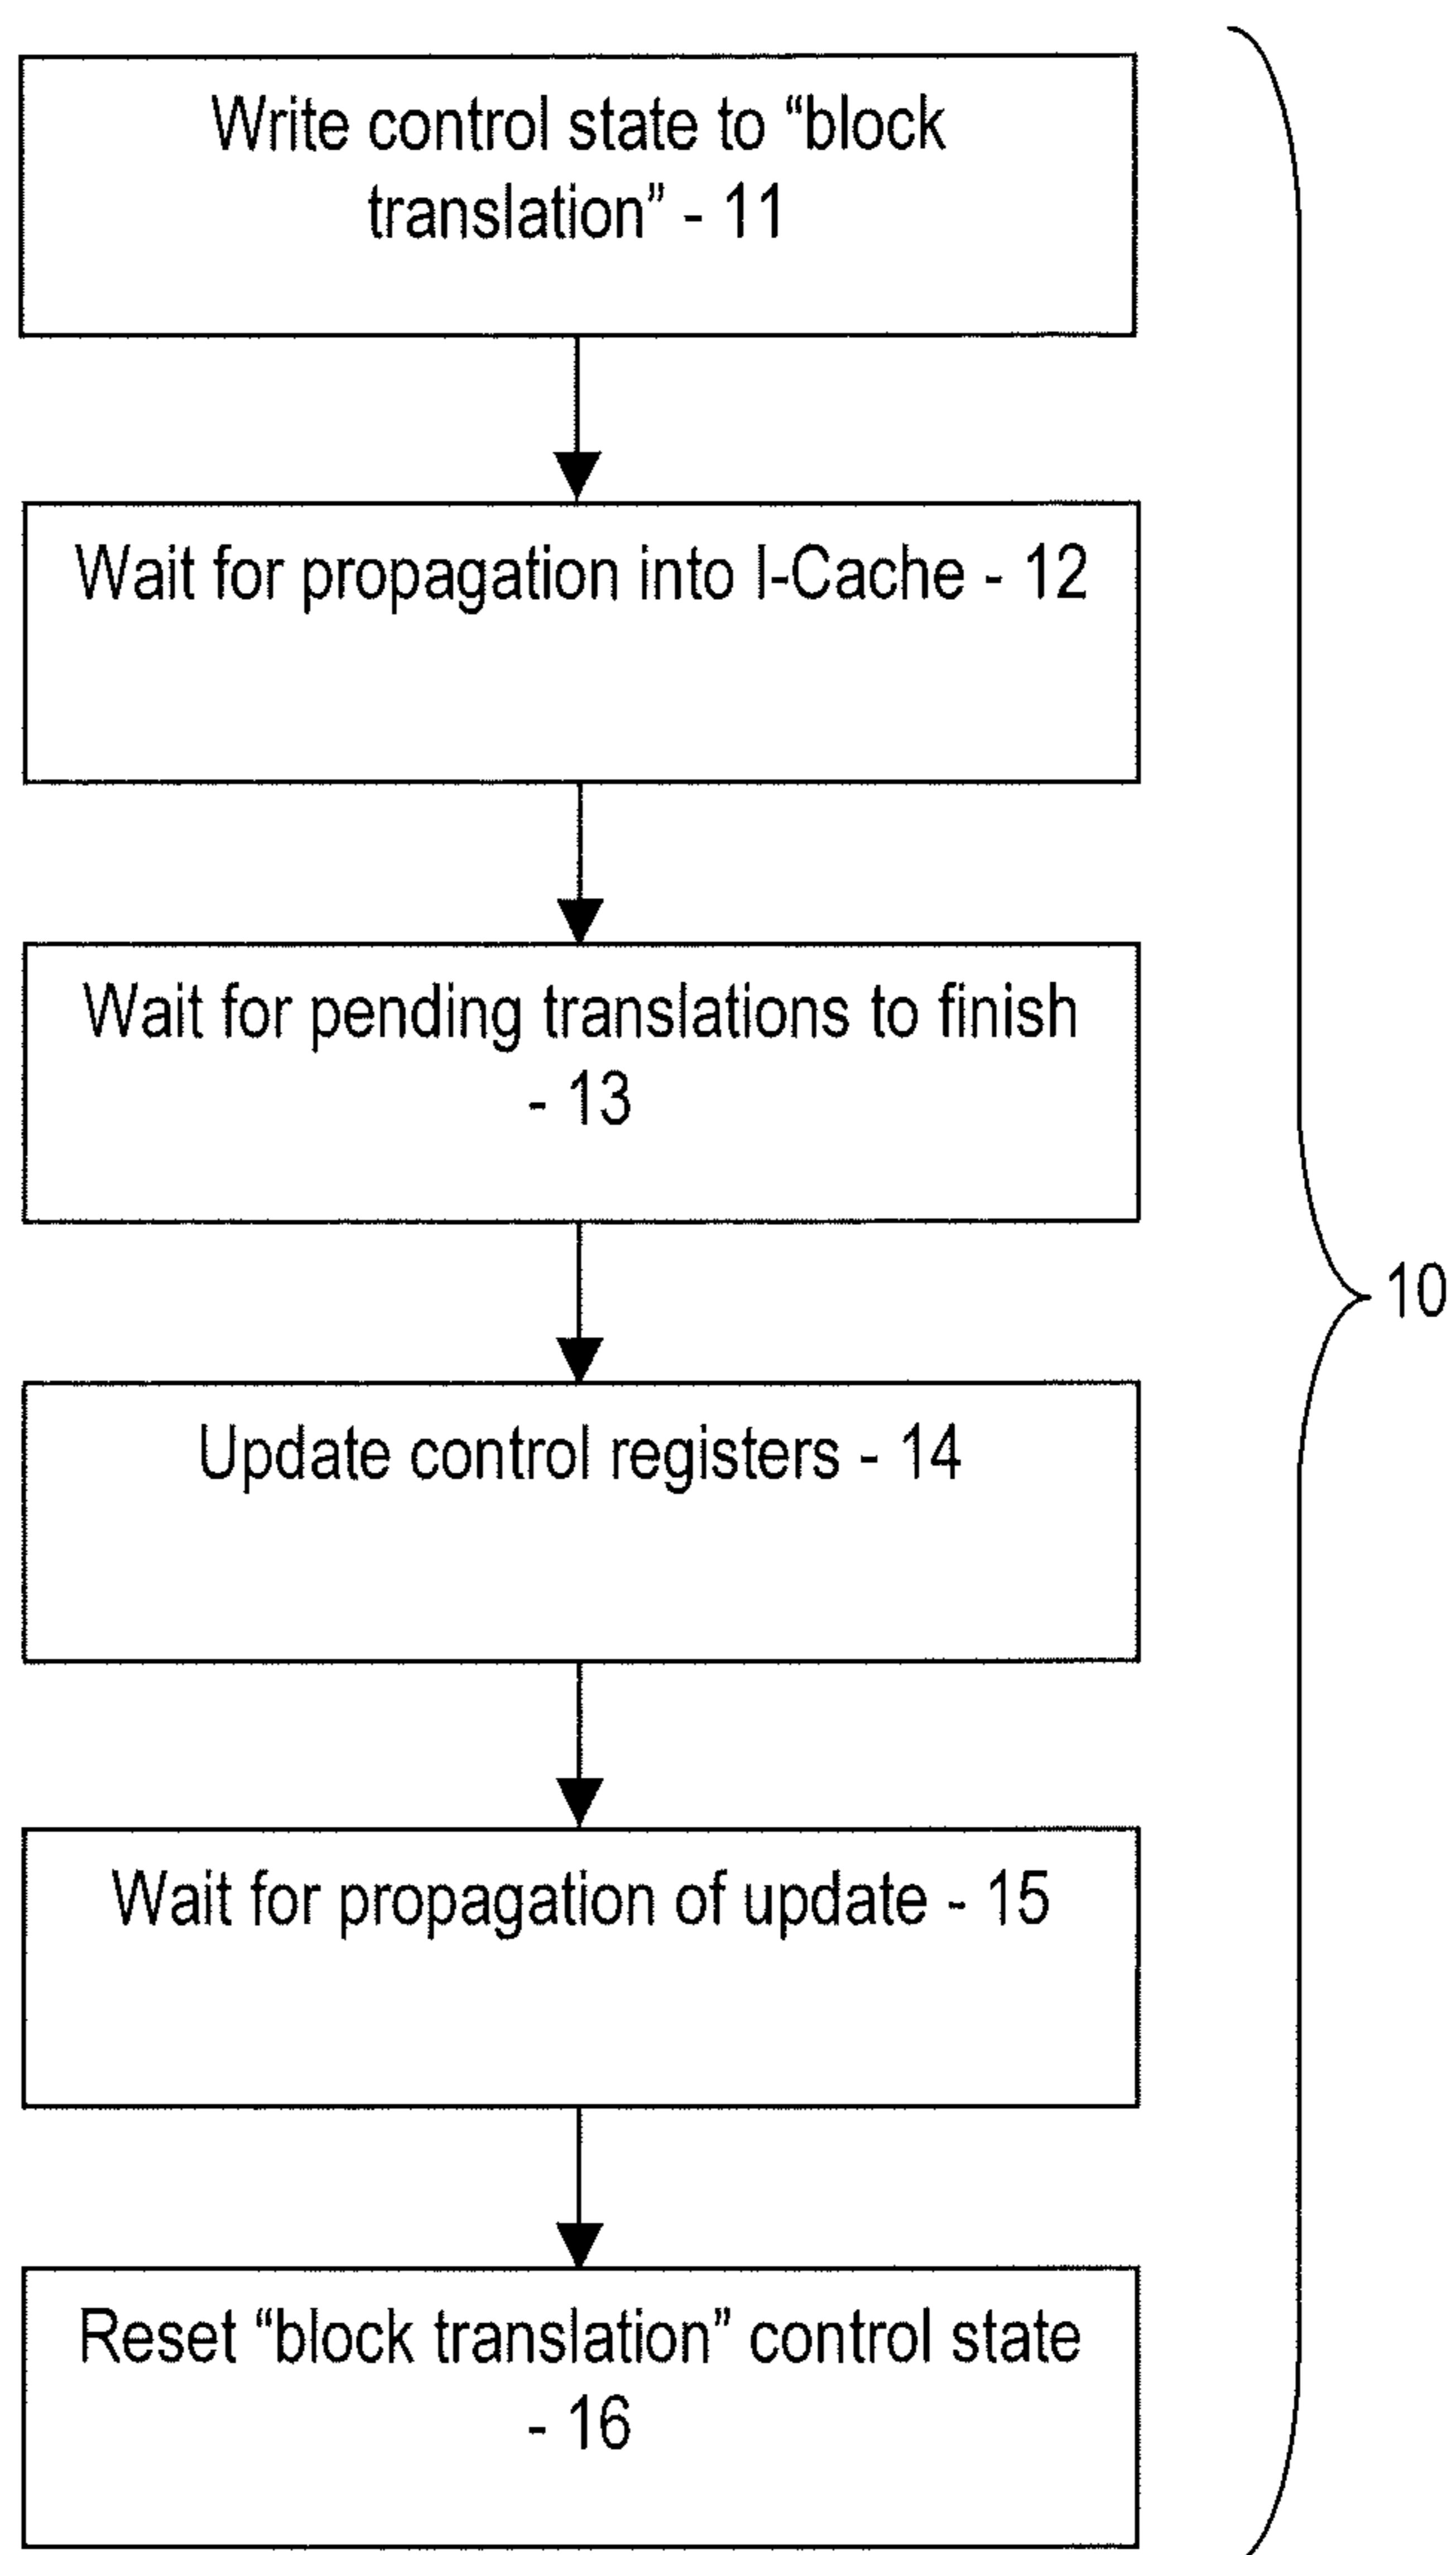 Write control state to “block
translation” - 11
Wait for propagation into I-Cache - 12
Wait for pending translations to finish
- 13
10
Update control registers - 14
Wait for propagation of update - 15
Reset “block translation” control state
- 16